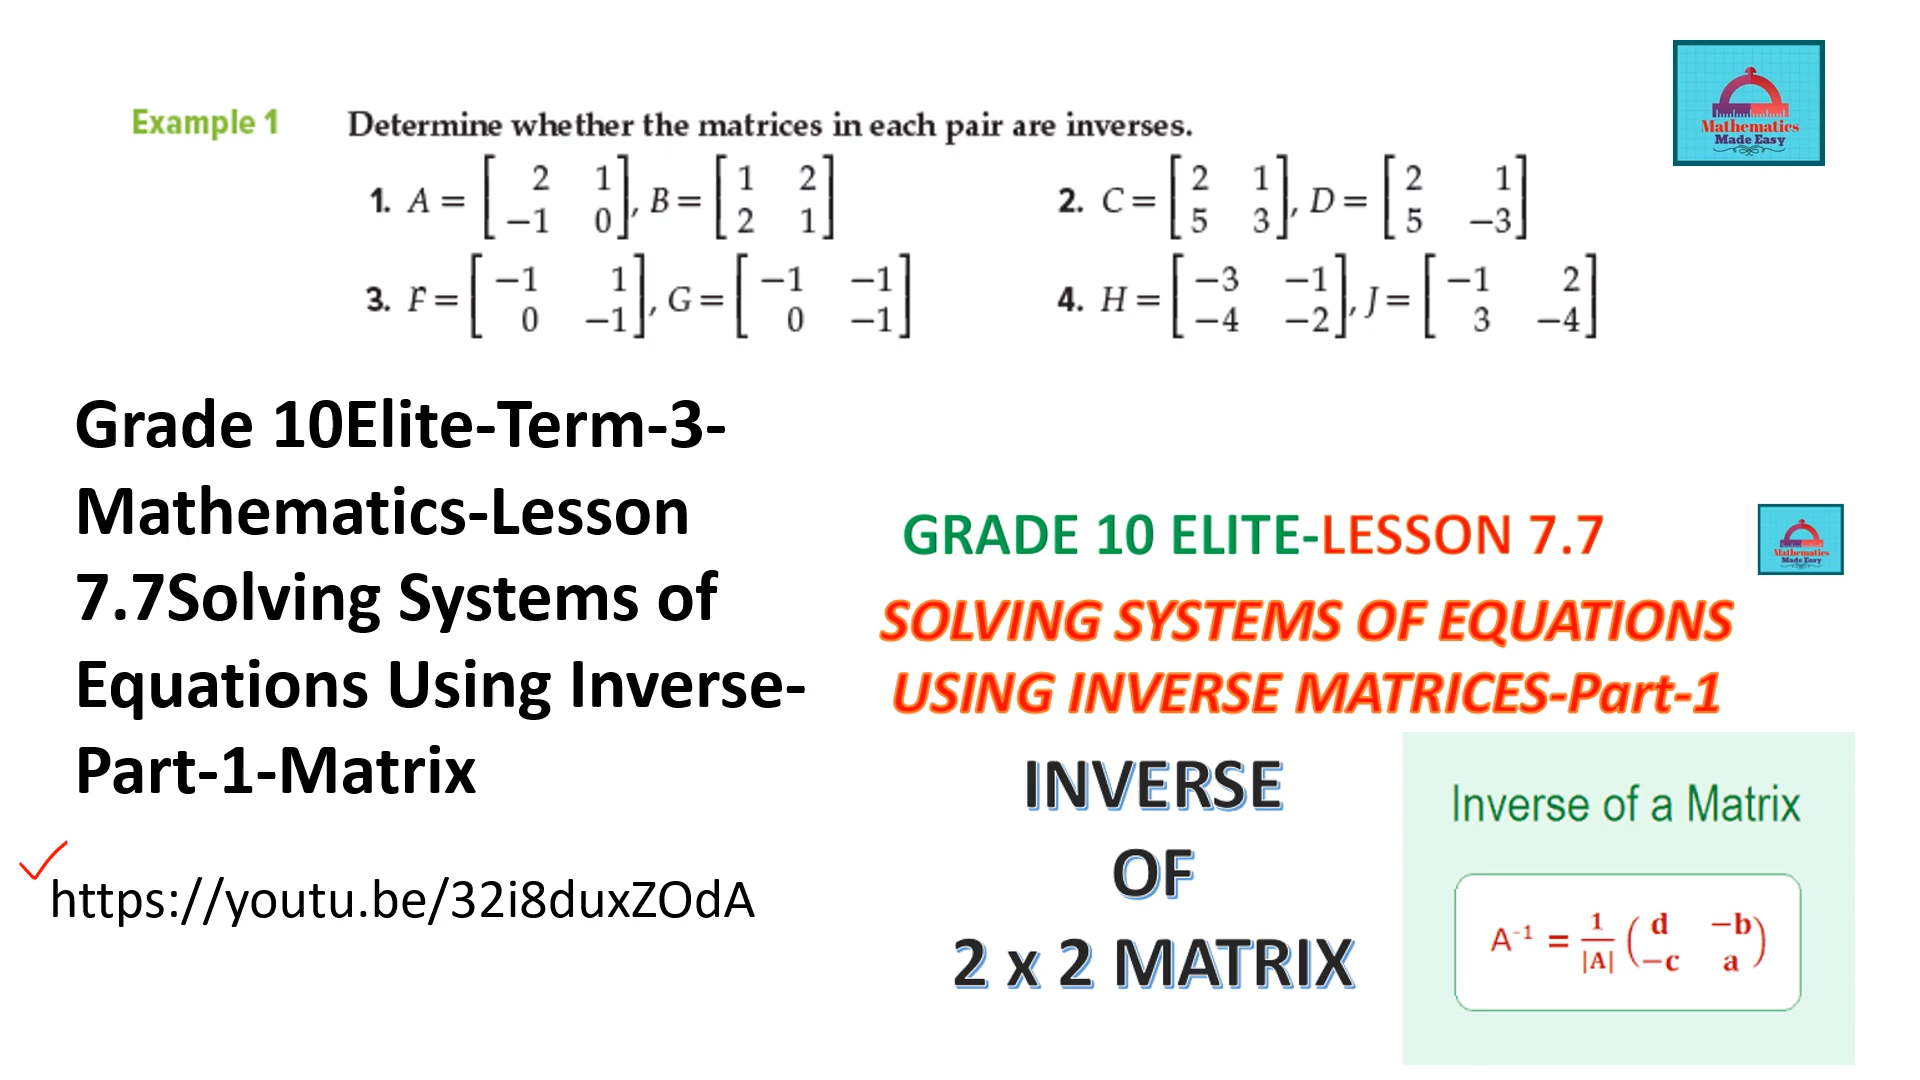 Example 1 Determine whether the matrices in each pair are inverses.
1. A = [2 1; −1 0], B = [1 2; 2 1]
2. C = [2 1; 5 3], D = [2 1; 5 −3]
3. F = [−1 1; 0 −1], G = [−1 −1; 0 −1]
4. H = [−3 −1; −4 −2], J = [−1 2; 3 −4]
Mathematics
Made Easy
Grade 10Elite-Term-3-
Mathematics-Lesson
7.7Solving Systems of
Equations Using Inverse-
Part-1-Matrix
https://youtu.be/32i8duxZOdA
GRADE 10 ELITE-LESSON 7.7
Mathematics
Made Easy
SOLVING SYSTEMS OF EQUATIONS
USING INVERSE MATRICES-Part-1
INVERSE
OF
2 x 2 MATRIX
Inverse of a Matrix
A⁻¹ = 1/|A| (d −b; −c a)